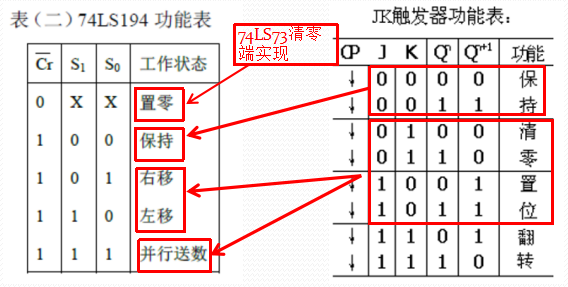 表（二）74LS194 功能表
Cr S1 S0 工作状态
0 X X 置零
1 0 0 保持
1 0 1 右移
1 1 0 左移
1 1 1 并行送数
74LS73清零
端实现
JK触发器功能表：
CP J K Qn Qn+1 功能
↓ 0 0 0 0 保
↓ 0 0 1 1 持
↓ 0 1 0 0 清
↓ 0 1 1 0 零
↓ 1 0 0 1 置
↓ 1 0 1 1 位
↓ 1 1 0 1 翻
↓ 1 1 1 0 转